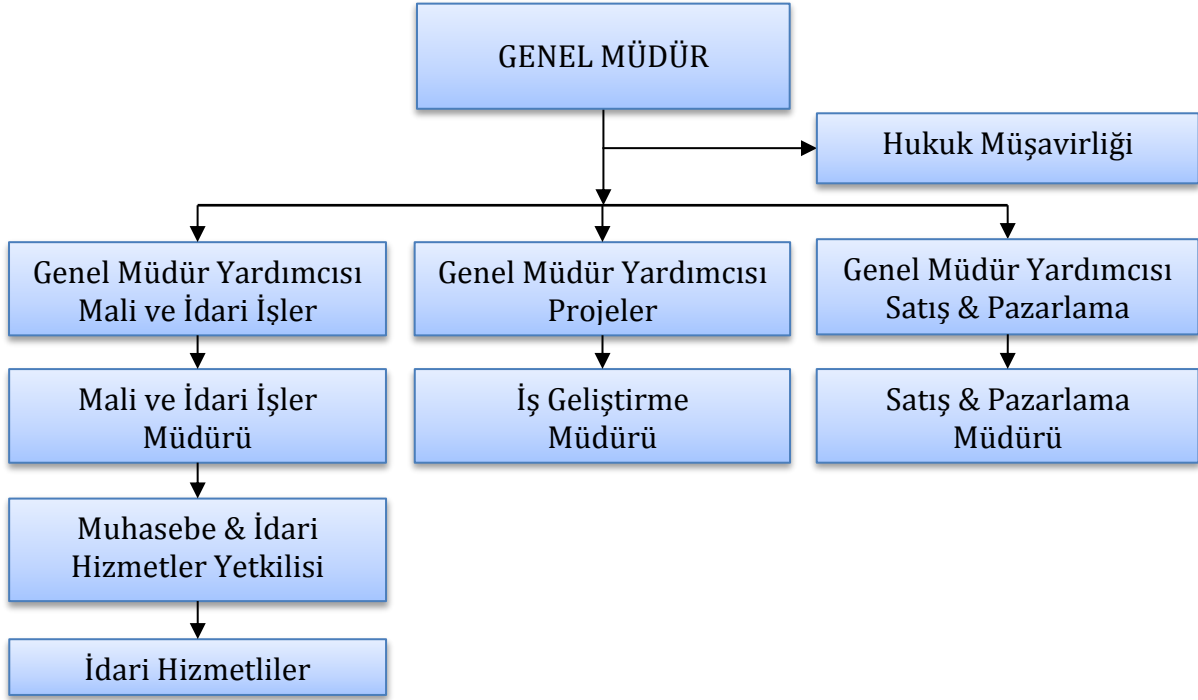 GENEL MÜDÜR
Hukuk Müşavirliği
Genel Müdür Yardımcısı
Mali ve İdari İşler
Genel Müdür Yardımcısı
Projeler
Genel Müdür Yardımcısı
Satış & Pazarlama
Mali ve İdari İşler
Müdürü
İş Geliştirme
Müdürü
Satış & Pazarlama
Müdürü
Muhasebe & İdari
Hizmetler Yetkilisi
İdari Hizmetliler